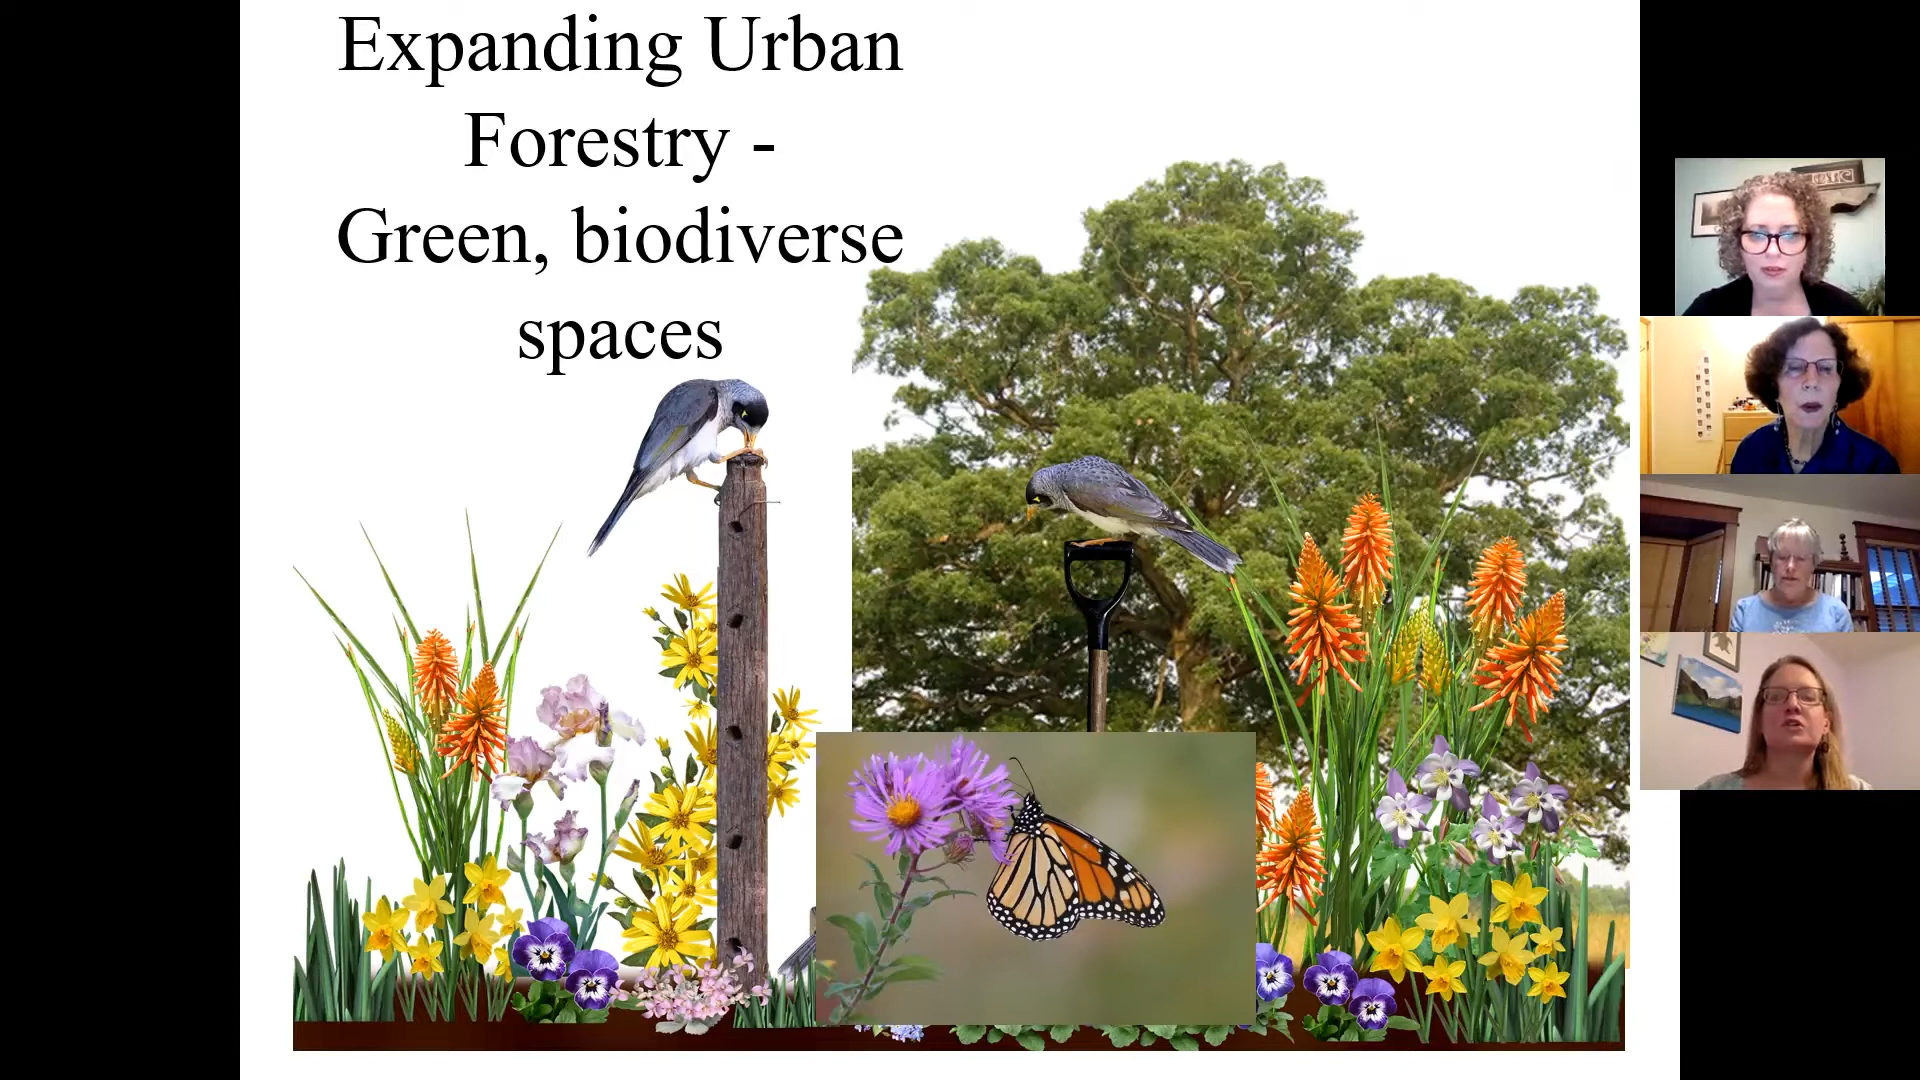 Expanding Urban
Forestry -
Green, biodiverse
spaces